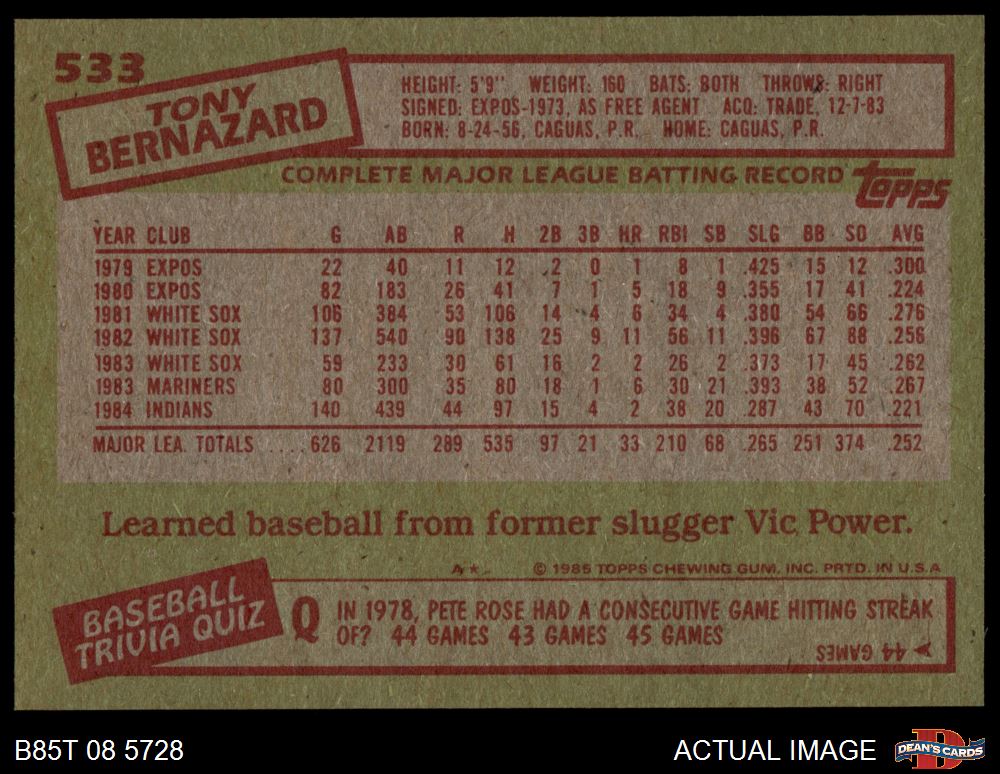 533
TONY
BERNAZARD
HEIGHT: 5'9" WEIGHT: 160 BATS: BOTH THROWS: RIGHT
SIGNED: EXPOS-1973, AS FREE AGENT ACQ: TRADE, 12-7-83
BORN: 8-24-56, CAGUAS, P.R. HOME: CAGUAS, P.R.
COMPLETE MAJOR LEAGUE BATTING RECORD topps
YEAR CLUB G AB R H 2B 3B HR RBI SB SLG BB SO AVG
1979 EXPOS 22 40 11 12 2 0 1 8 1 .425 15 12 .300
1980 EXPOS 82 183 26 41 7 1 5 18 9 .355 17 41 .224
1981 WHITE SOX 106 384 53 106 14 4 6 34 4 .380 54 66 .276
1982 WHITE SOX 137 540 90 138 25 9 11 56 11 .396 67 88 .256
1983 WHITE SOX 59 233 30 61 16 2 2 26 2 .373 17 45 .262
1983 MARINERS 80 300 35 80 18 1 6 30 21 .393 38 52 .267
1984 INDIANS 140 439 44 97 15 4 2 38 20 .287 43 70 .221
MAJOR LEA. TOTALS .... 626 2119 289 535 97 21 33 210 68 .265 251 374 .252
Learned baseball from former slugger Vic Power.
A★ © 1985 TOPPS CHEWING GUM, INC. PRTD. IN U.S.A
BASEBALL
TRIVIA QUIZ
Q IN 1978, PETE ROSE HAD A CONSECUTIVE GAME HITTING STREAK
OF? 44 GAMES 43 GAMES 45 GAMES
A 44 GAMES
B85T 08 5728
ACTUAL IMAGE
D
DEAN'S CARDS